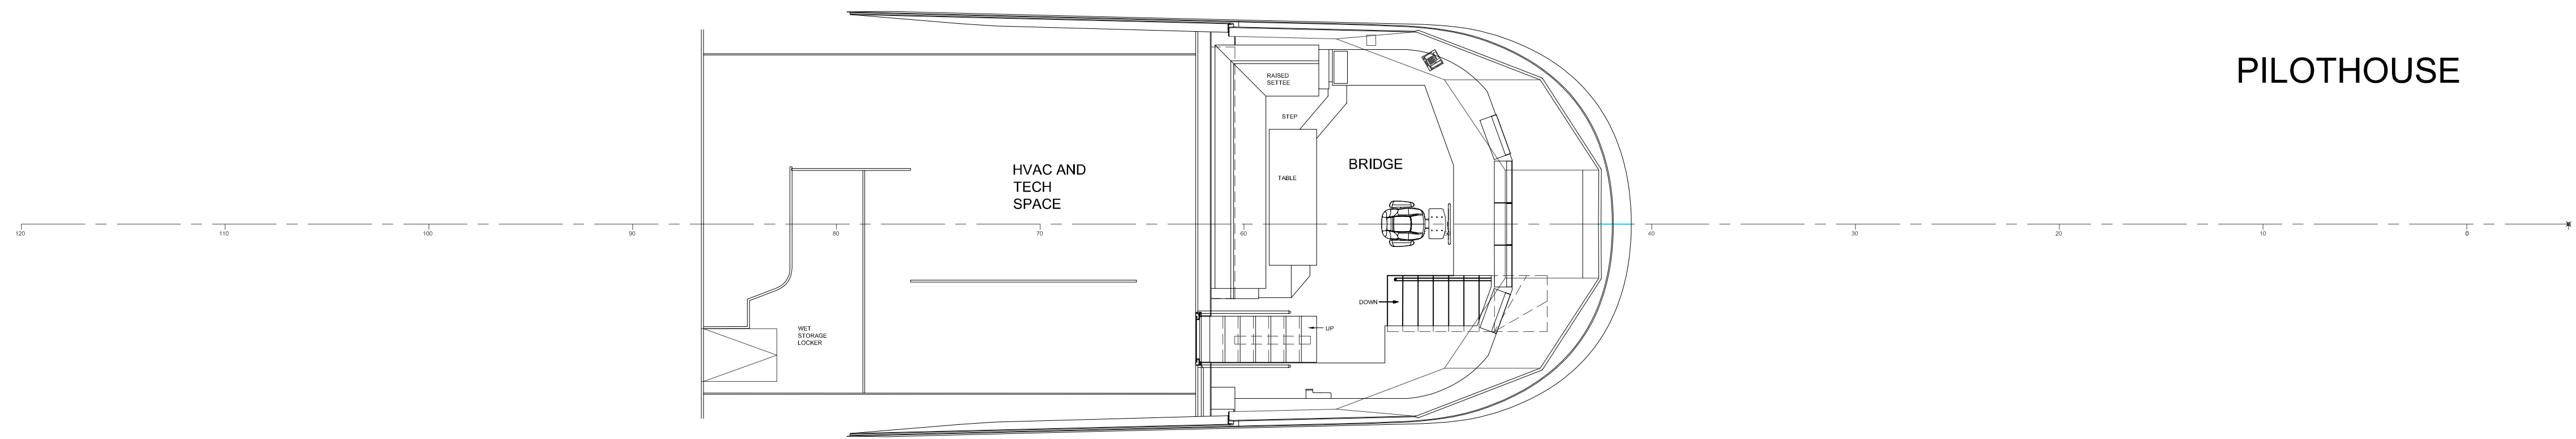 PILOTHOUSE
RAISED
SETTEE
STEP
BRIDGE
HVAC AND
TECH
SPACE
TABLE
120 110 100 90 80 70 60 40 30 20 10 0
DOWN
UP
WET
STORAGE
LOCKER